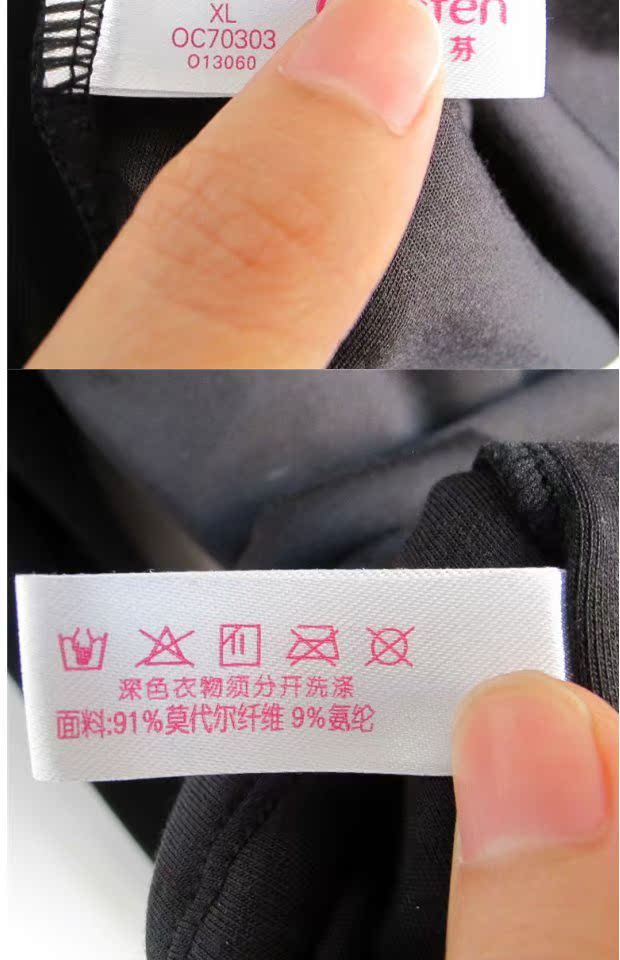 XL
OC70303
O13060
芬
深色衣物须分开洗涤
面料:91%莫代尔纤维 9%氨纶